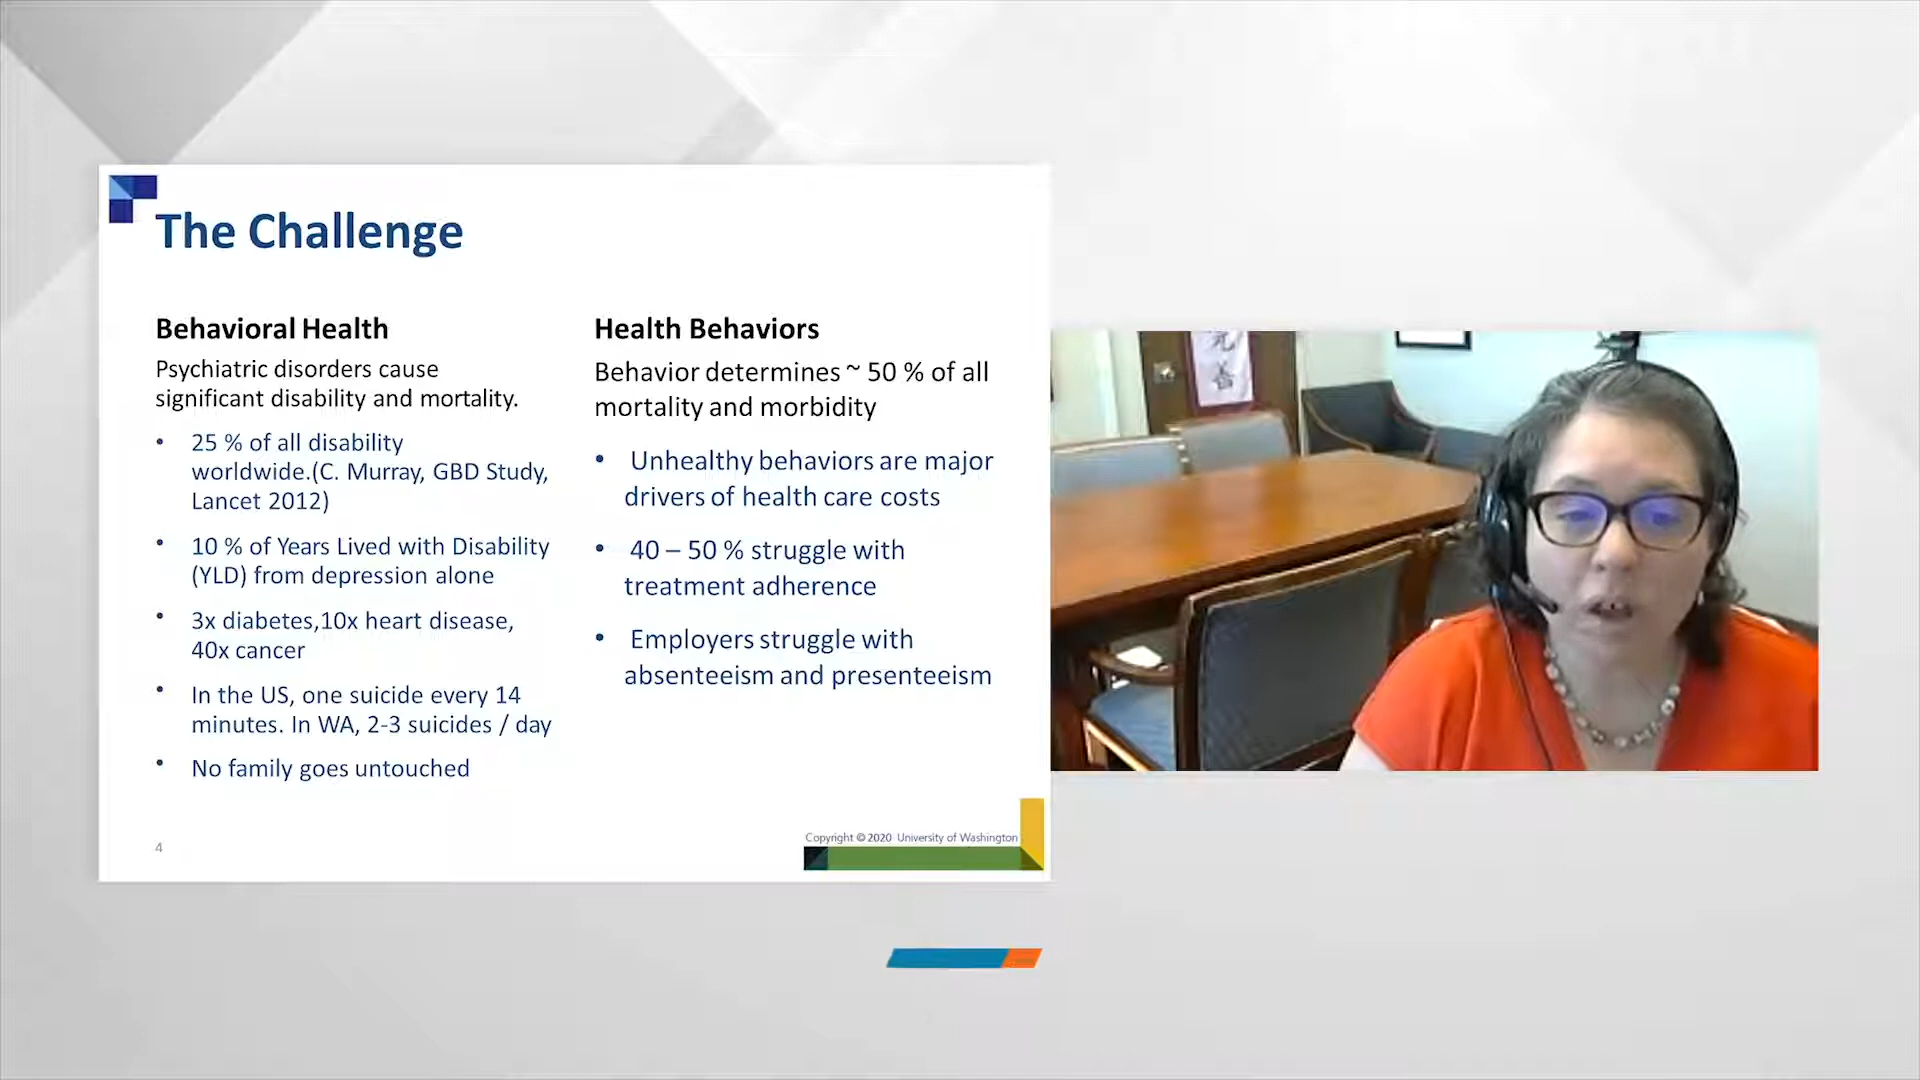 The Challenge
Behavioral Health
Psychiatric disorders cause
significant disability and mortality.
• 25 % of all disability
worldwide.(C. Murray, GBD Study,
Lancet 2012)
• 10 % of Years Lived with Disability
(YLD) from depression alone
• 3x diabetes,10x heart disease,
40x cancer
• In the US, one suicide every 14
minutes. In WA, 2-3 suicides / day
• No family goes untouched
Health Behaviors
Behavior determines ~ 50 % of all
mortality and morbidity
• Unhealthy behaviors are major
drivers of health care costs
• 40 – 50 % struggle with
treatment adherence
• Employers struggle with
absenteeism and presenteeism
4
Copyright © 2020 University of Washington